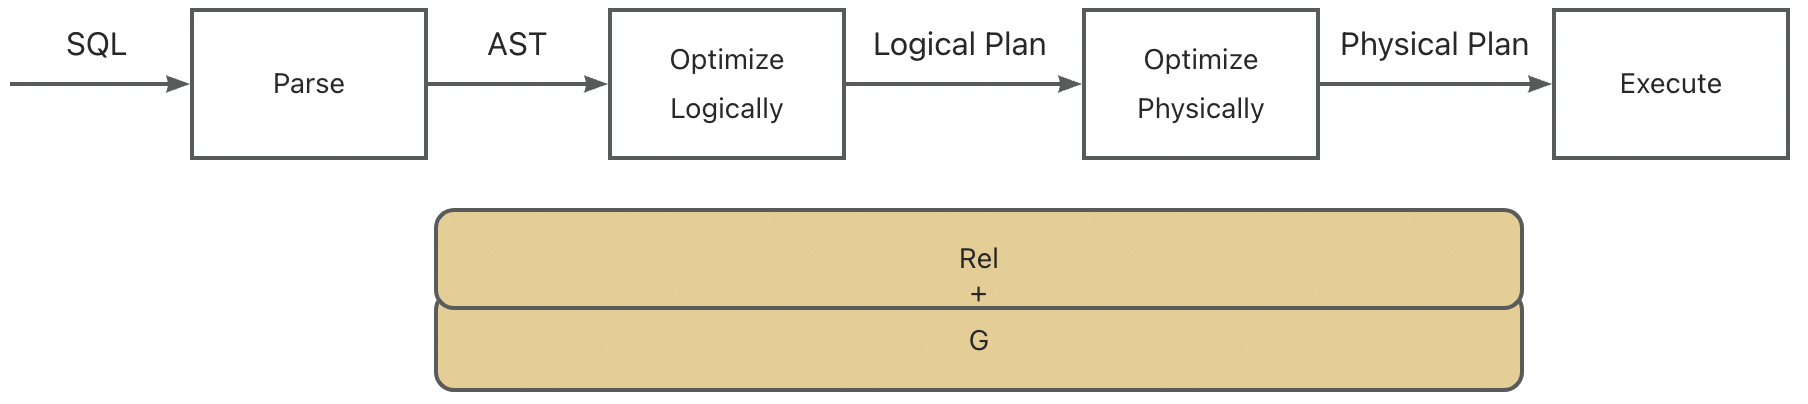 SQL
Parse
AST
Optimize
Logically
Logical Plan
Optimize
Physically
Physical Plan
Execute
Rel
+
G